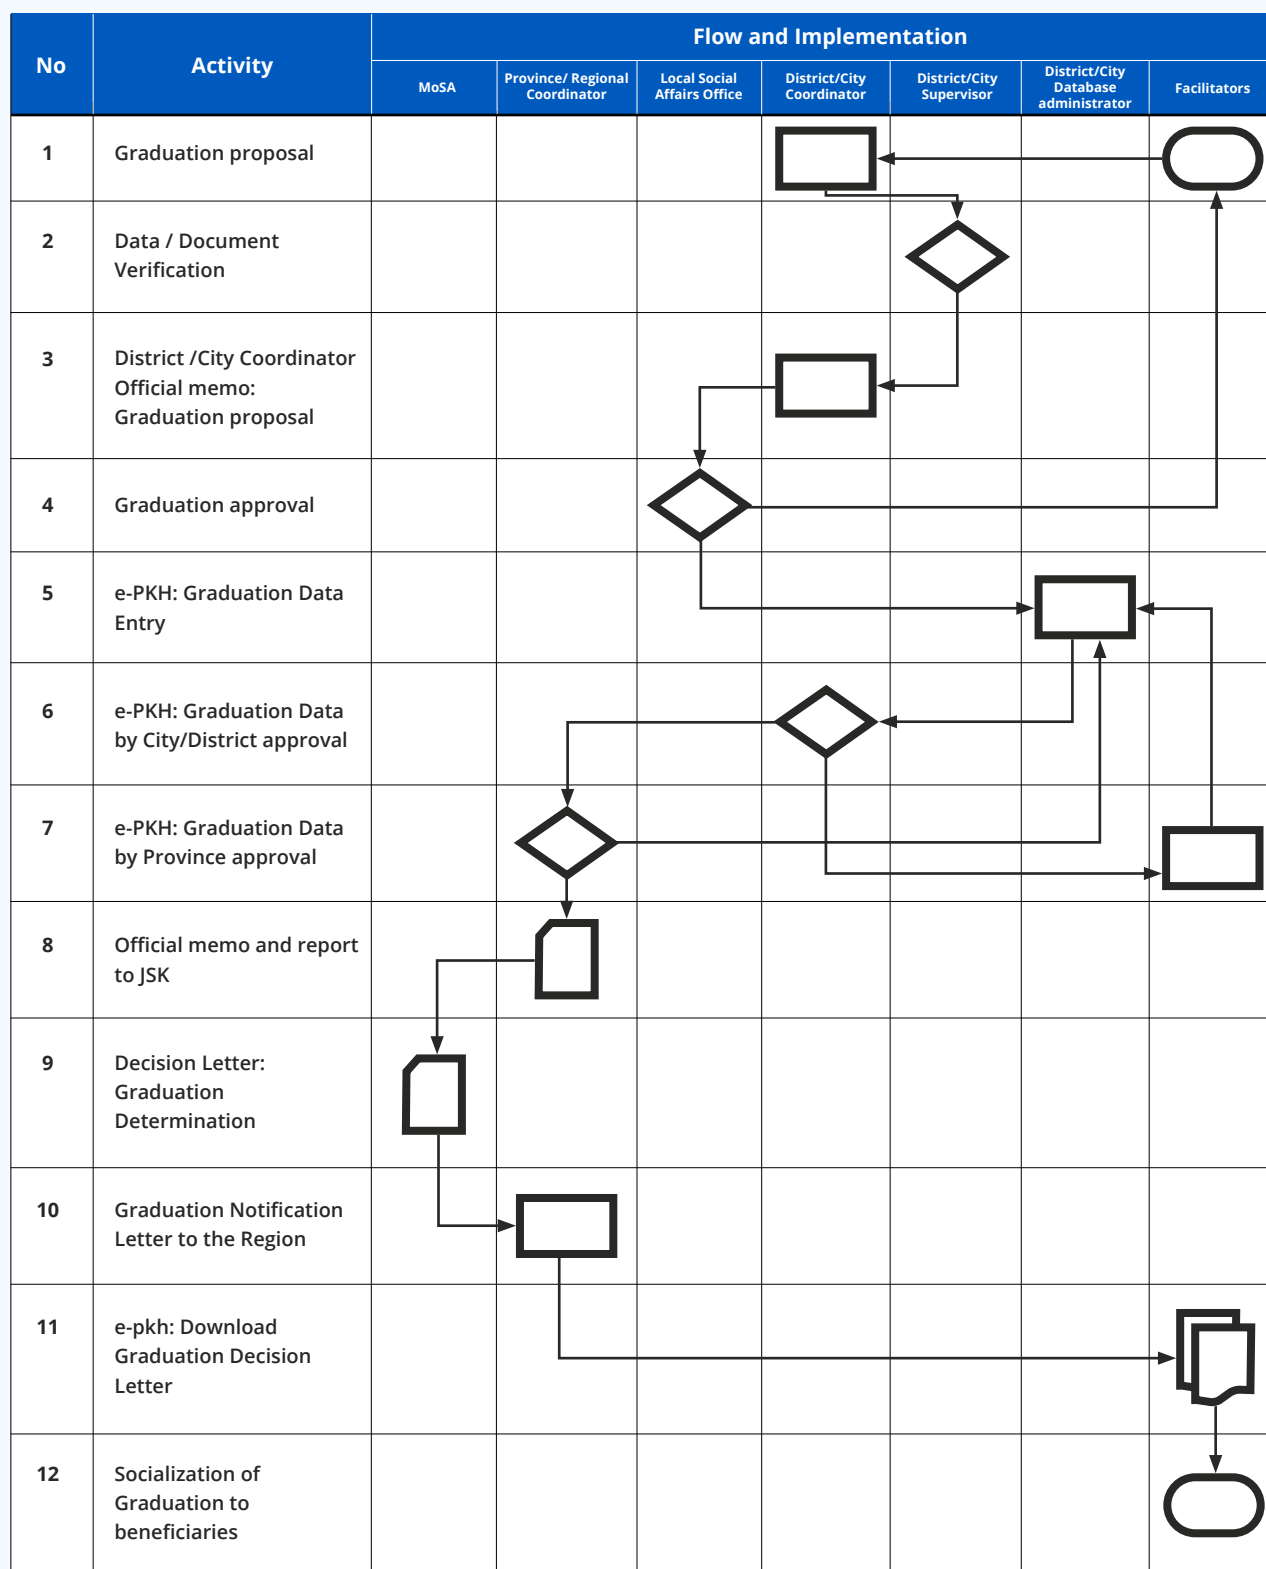 No
Activity
Flow and Implementation
MoSA
Province/ Regional
Coordinator
Local Social
Affairs Office
District/City
Coordinator
District/City
Supervisor
District/City
Database
administrator
Facilitators
1
Graduation proposal
2
Data / Document
Verification
3
District /City Coordinator
Official memo:
Graduation proposal
4
Graduation approval
5
e-PKH: Graduation Data
Entry
6
e-PKH: Graduation Data
by City/District approval
7
e-PKH: Graduation Data
by Province approval
8
Official memo and report
to JSK
9
Decision Letter:
Graduation
Determination
10
Graduation Notification
Letter to the Region
11
e-pkh: Download
Graduation Decision
Letter
12
Socialization of
Graduation to
beneficiaries